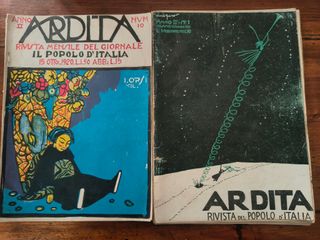 ANNO II
ARDITA
NUM 10
RIVISTA MENSILE DEL GIORNALE
IL POPOLO D'ITALIA
15 OTT. 1920. L.1.50 ABB: L.15
ARDITA
RIVISTA DEL POPOLO D'ITALIA